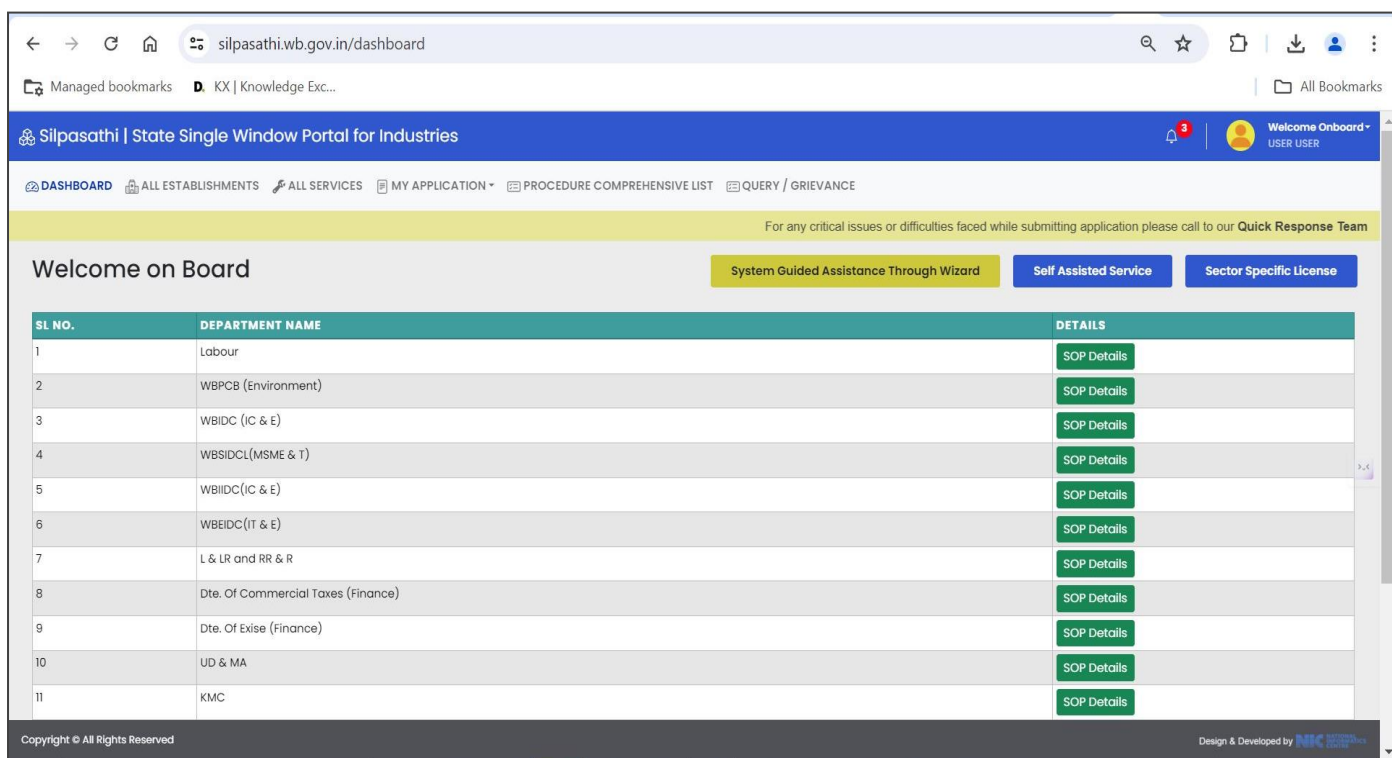 silpasathi.wb.gov.in/dashboard
Managed bookmarks D. KX | Knowledge Exc... All Bookmarks
Silpasathi | State Single Window Portal for Industries 3 Welcome Onboard
USER USER
DASHBOARD ALL ESTABLISHMENTS ALL SERVICES MY APPLICATION PROCEDURE COMPREHENSIVE LIST QUERY / GRIEVANCE
For any critical issues or difficulties faced while submitting application please call to our Quick Response Team
Welcome on Board System Guided Assistance Through Wizard Self Assisted Service Sector Specific License
SL NO. DEPARTMENT NAME DETAILS
1 Labour SOP Details
2 WBPCB (Environment) SOP Details
3 WBIDC (IC & E) SOP Details
4 WBSIDCL(MSME & T) SOP Details
5 WBIIDC(IC & E) SOP Details
6 WBEIDC(IT & E) SOP Details
7 L & LR and RR & R SOP Details
8 Dte. Of Commercial Taxes (Finance) SOP Details
9 Dte. Of Exise (Finance) SOP Details
10 UD & MA SOP Details
11 KMC SOP Details
Copyright © All Rights Reserved Design & Developed by NIC NATIONAL INFORMATICS CENTRE